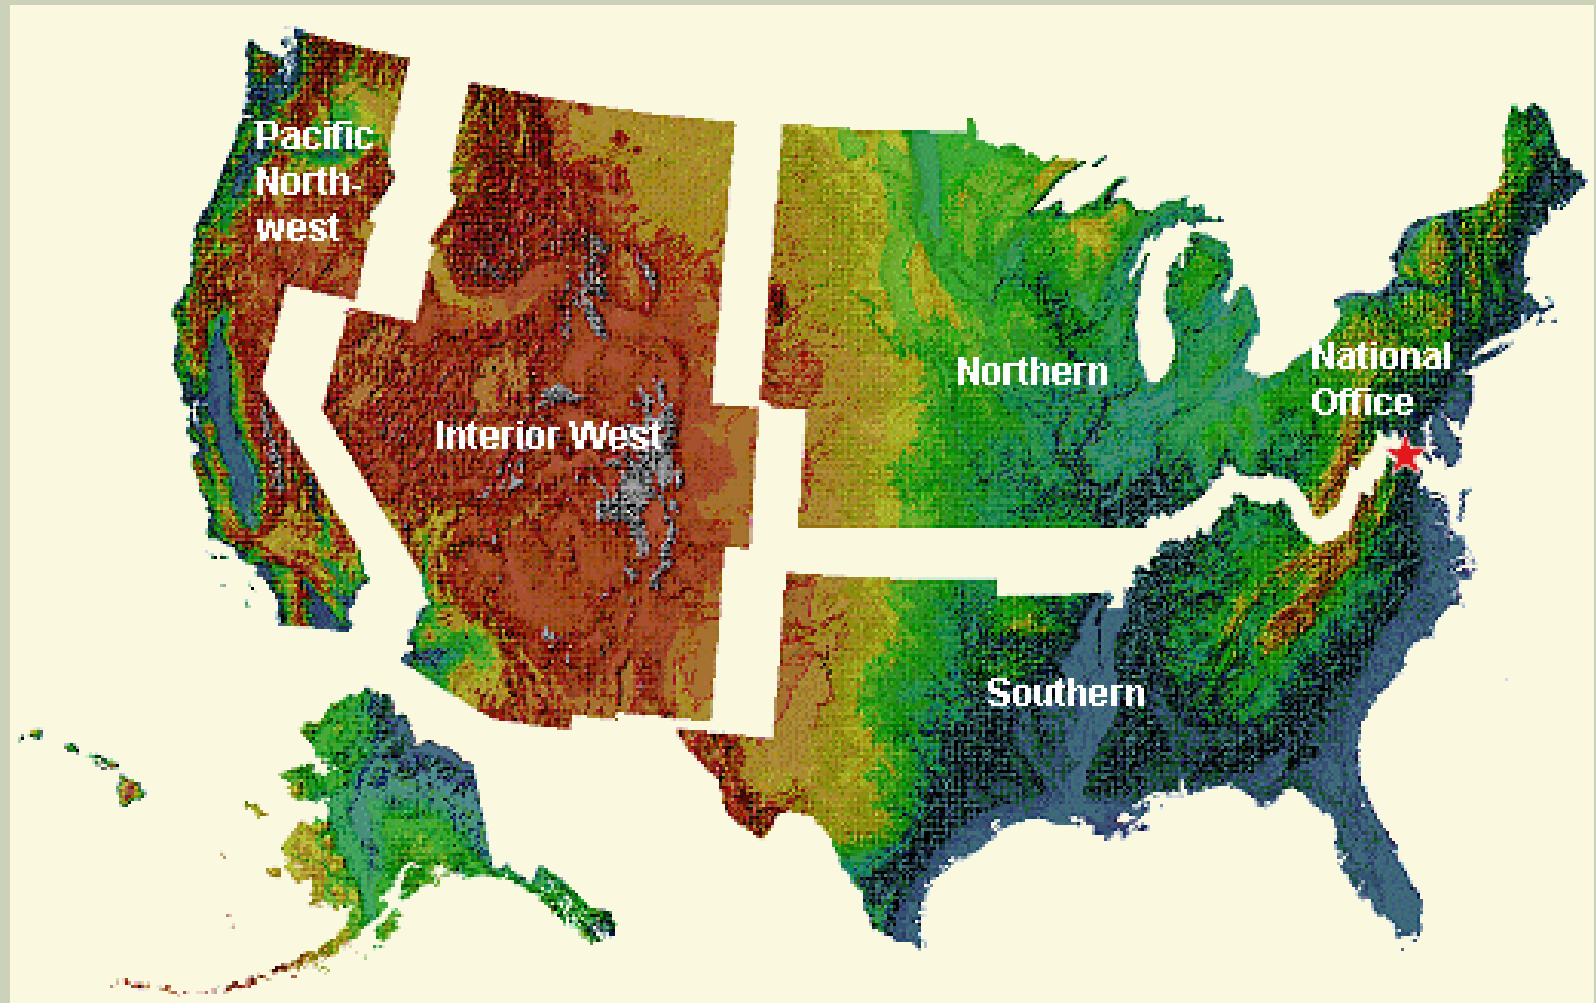 Pacific
North-
west
Interior West
Northern
National
Office
Southern